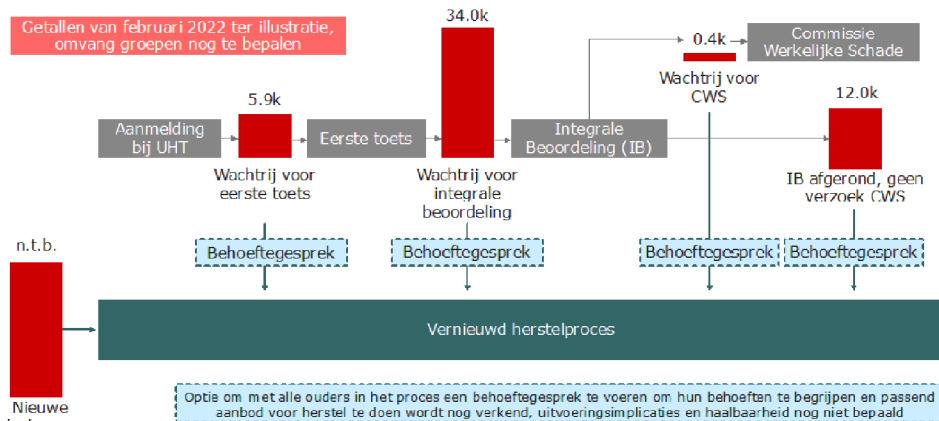 Getallen van februari 2022 ter illustratie,
omvang groepen nog te bepalen
34.0k
0.4k
Commissie
Werkelijke Schade
5.9k
Wachtrij voor
CWS
12.0k
Aanmelding
bij UHT
Eerste toets
Integrale
Beoordeling (IB)
Wachtrij voor
eerste toets
Wachtrij voor
integrale
beoordeling
IB afgerond, geen
verzoek CWS
n.t.b.
Behoeftegesprek
Behoeftegesprek
Behoeftegesprek
Behoeftegesprek
Vernieuwd herstelproces
Nieuwe
Optie om met alle ouders in het proces een behoeftegesprek te voeren om hun behoeften te begrijpen en passend
aanbod voor herstel te doen wordt nog verkend, uitvoeringsimplicaties en haalbaarheid nog niet bepaald